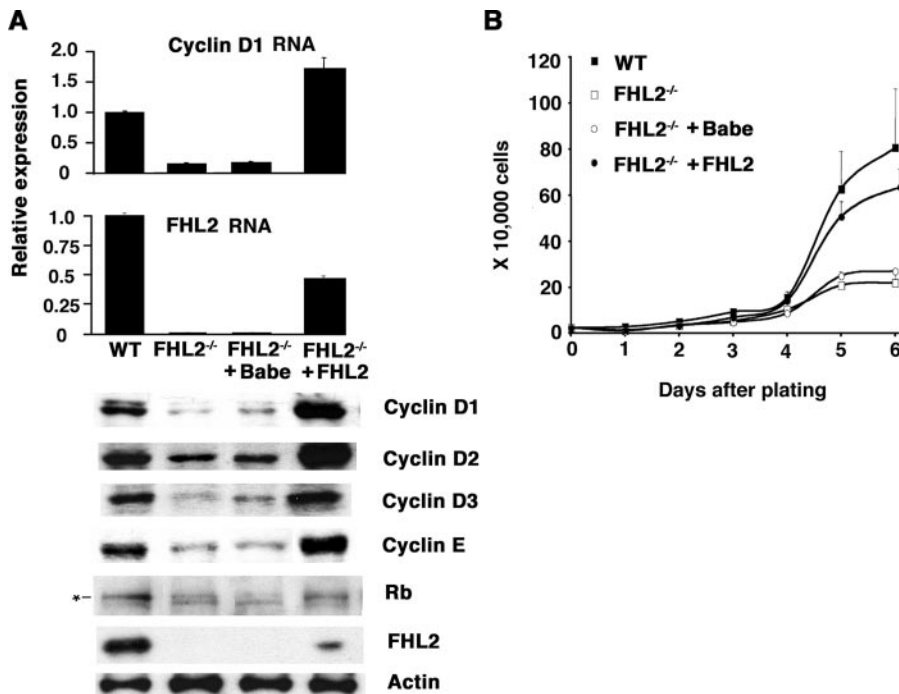 A
Cyclin D1 RNA
2.0
1.5
1.0
0.5
0
Relative expression
FHL2 RNA
1.0
0.75
0.5
0.25
0
WT FHL2-/- FHL2-/- + Babe FHL2-/- + FHL2
Cyclin D1
Cyclin D2
Cyclin D3
Cyclin E
*– Rb
FHL2
Actin
B
WT
FHL2-/-
FHL2-/- + Babe
FHL2-/- + FHL2
120
100
80
60
40
20
0
X 10,000 cells
0 1 2 3 4 5 6
Days after plating